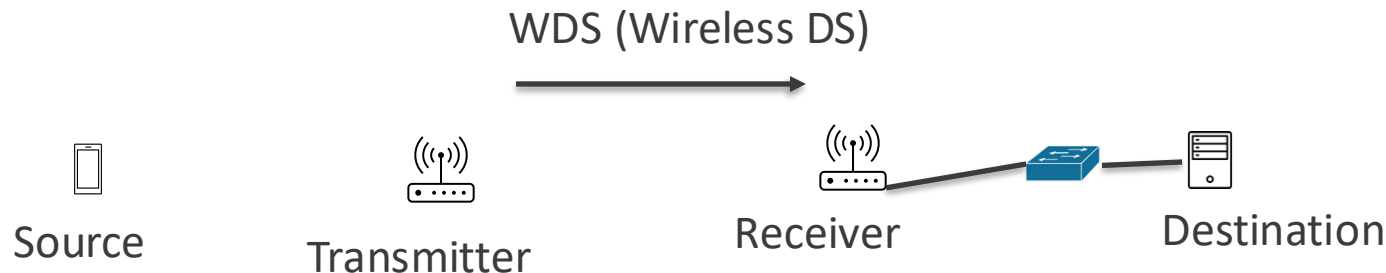 WDS (Wireless DS)
Source
Transmitter
Receiver
Destination